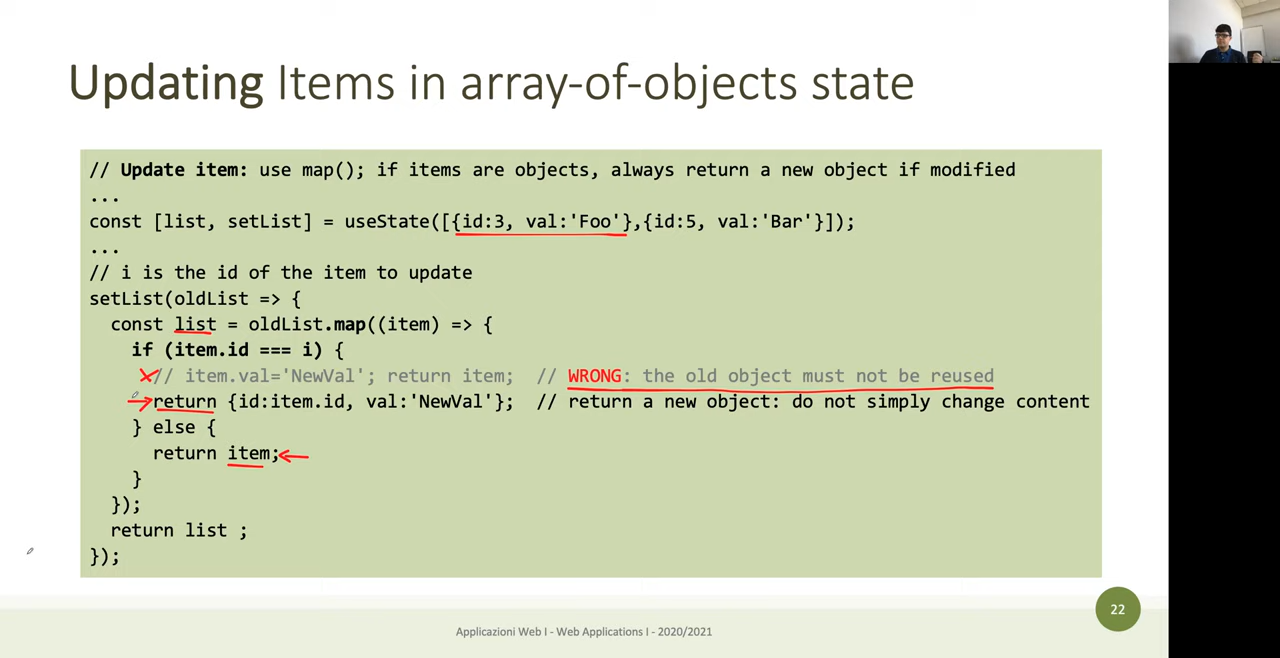 Updating Items in array-of-objects state
// Update item: use map(); if items are objects, always return a new object if modified
...
const [list, setList] = useState([{id:3, val:'Foo'},{id:5, val:'Bar'}]);
...
// i is the id of the item to update
setList(oldList => {
const list = oldList.map((item) => {
if (item.id === i) {
// item.val='NewVal'; return item; // WRONG: the old object must not be reused
return {id:item.id, val:'NewVal'}; // return a new object: do not simply change content
} else {
return item;
}
});
return list ;
});
22
Applicazioni Web I - Web Applications I - 2020/2021